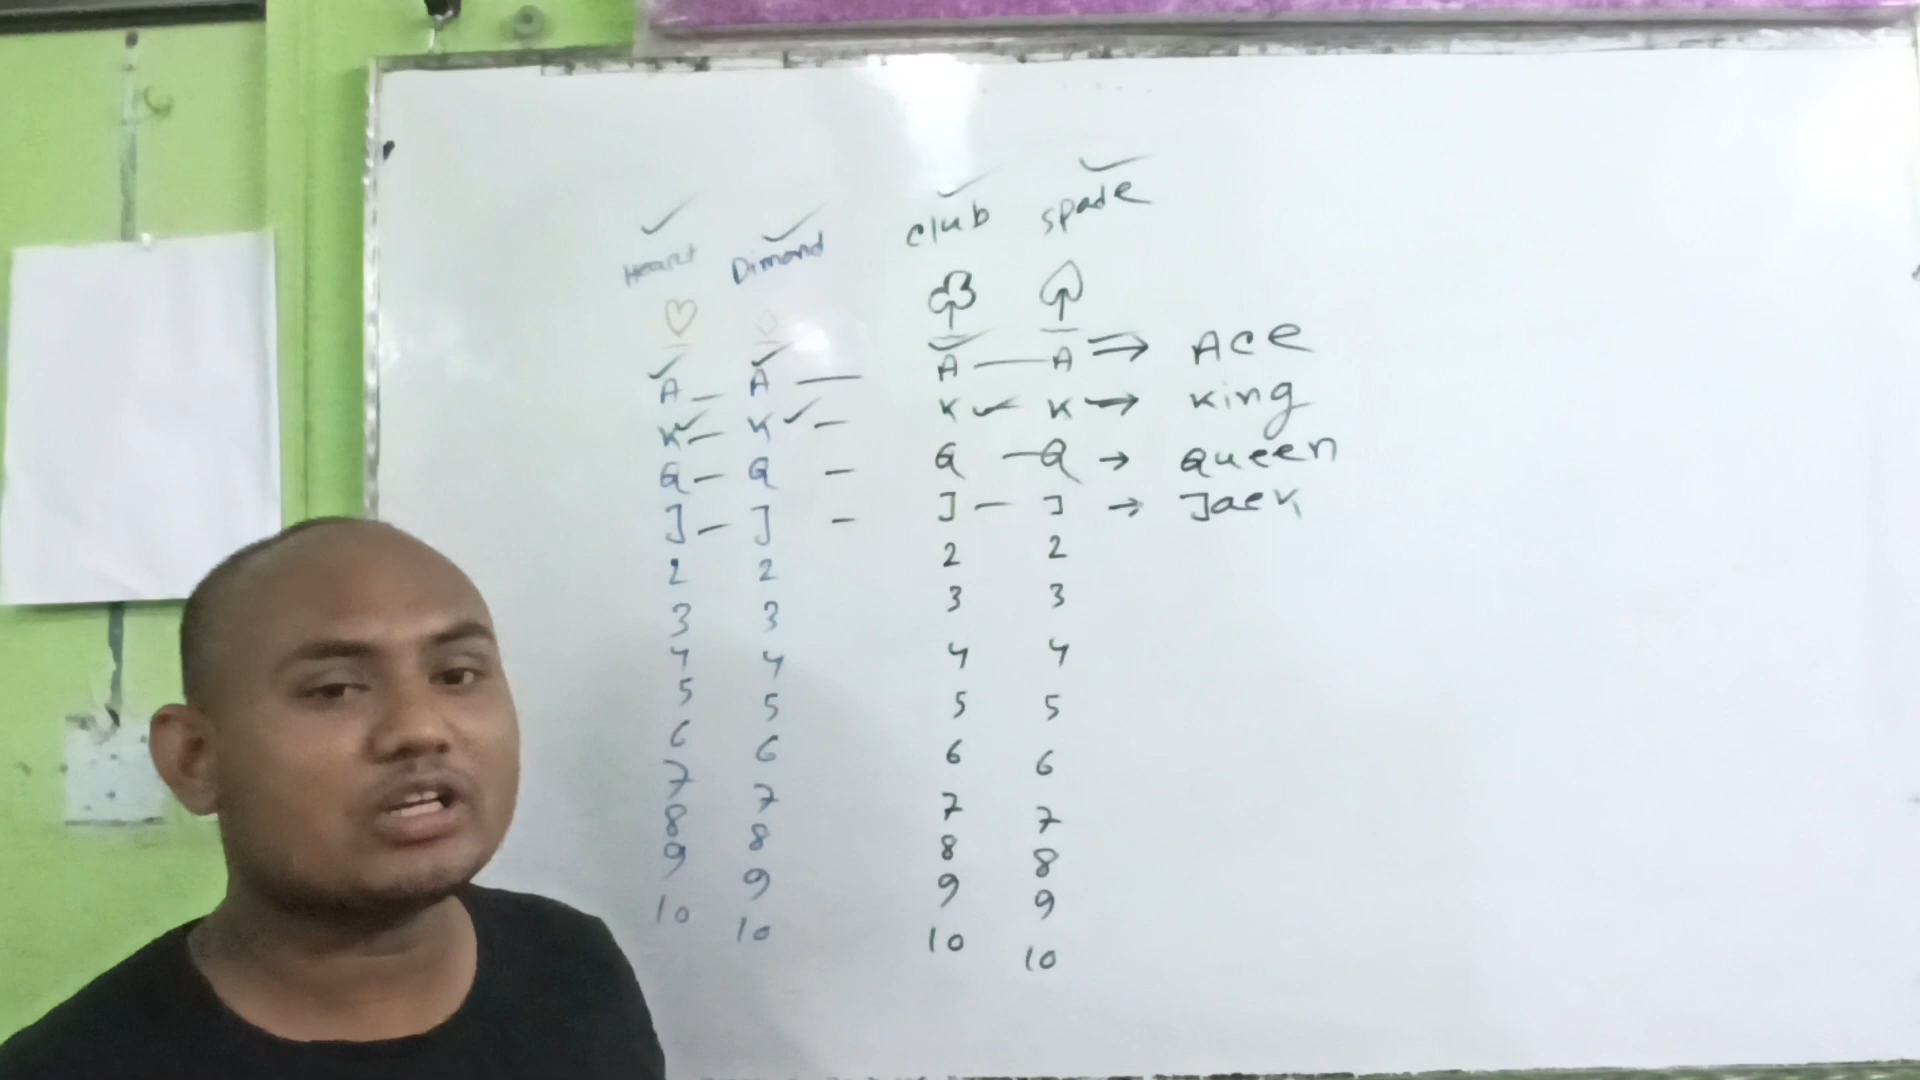 Heart Dimond club spade
A A A A Ace
K K K K King
Q Q Q Q Queen
J J J J Jack
2 2 2 2
3 3 3 3
4 4 4 4
5 5 5 5
6 6 6 6
7 7 7 7
8 8 8 8
9 9 9 9
10 10 10 10